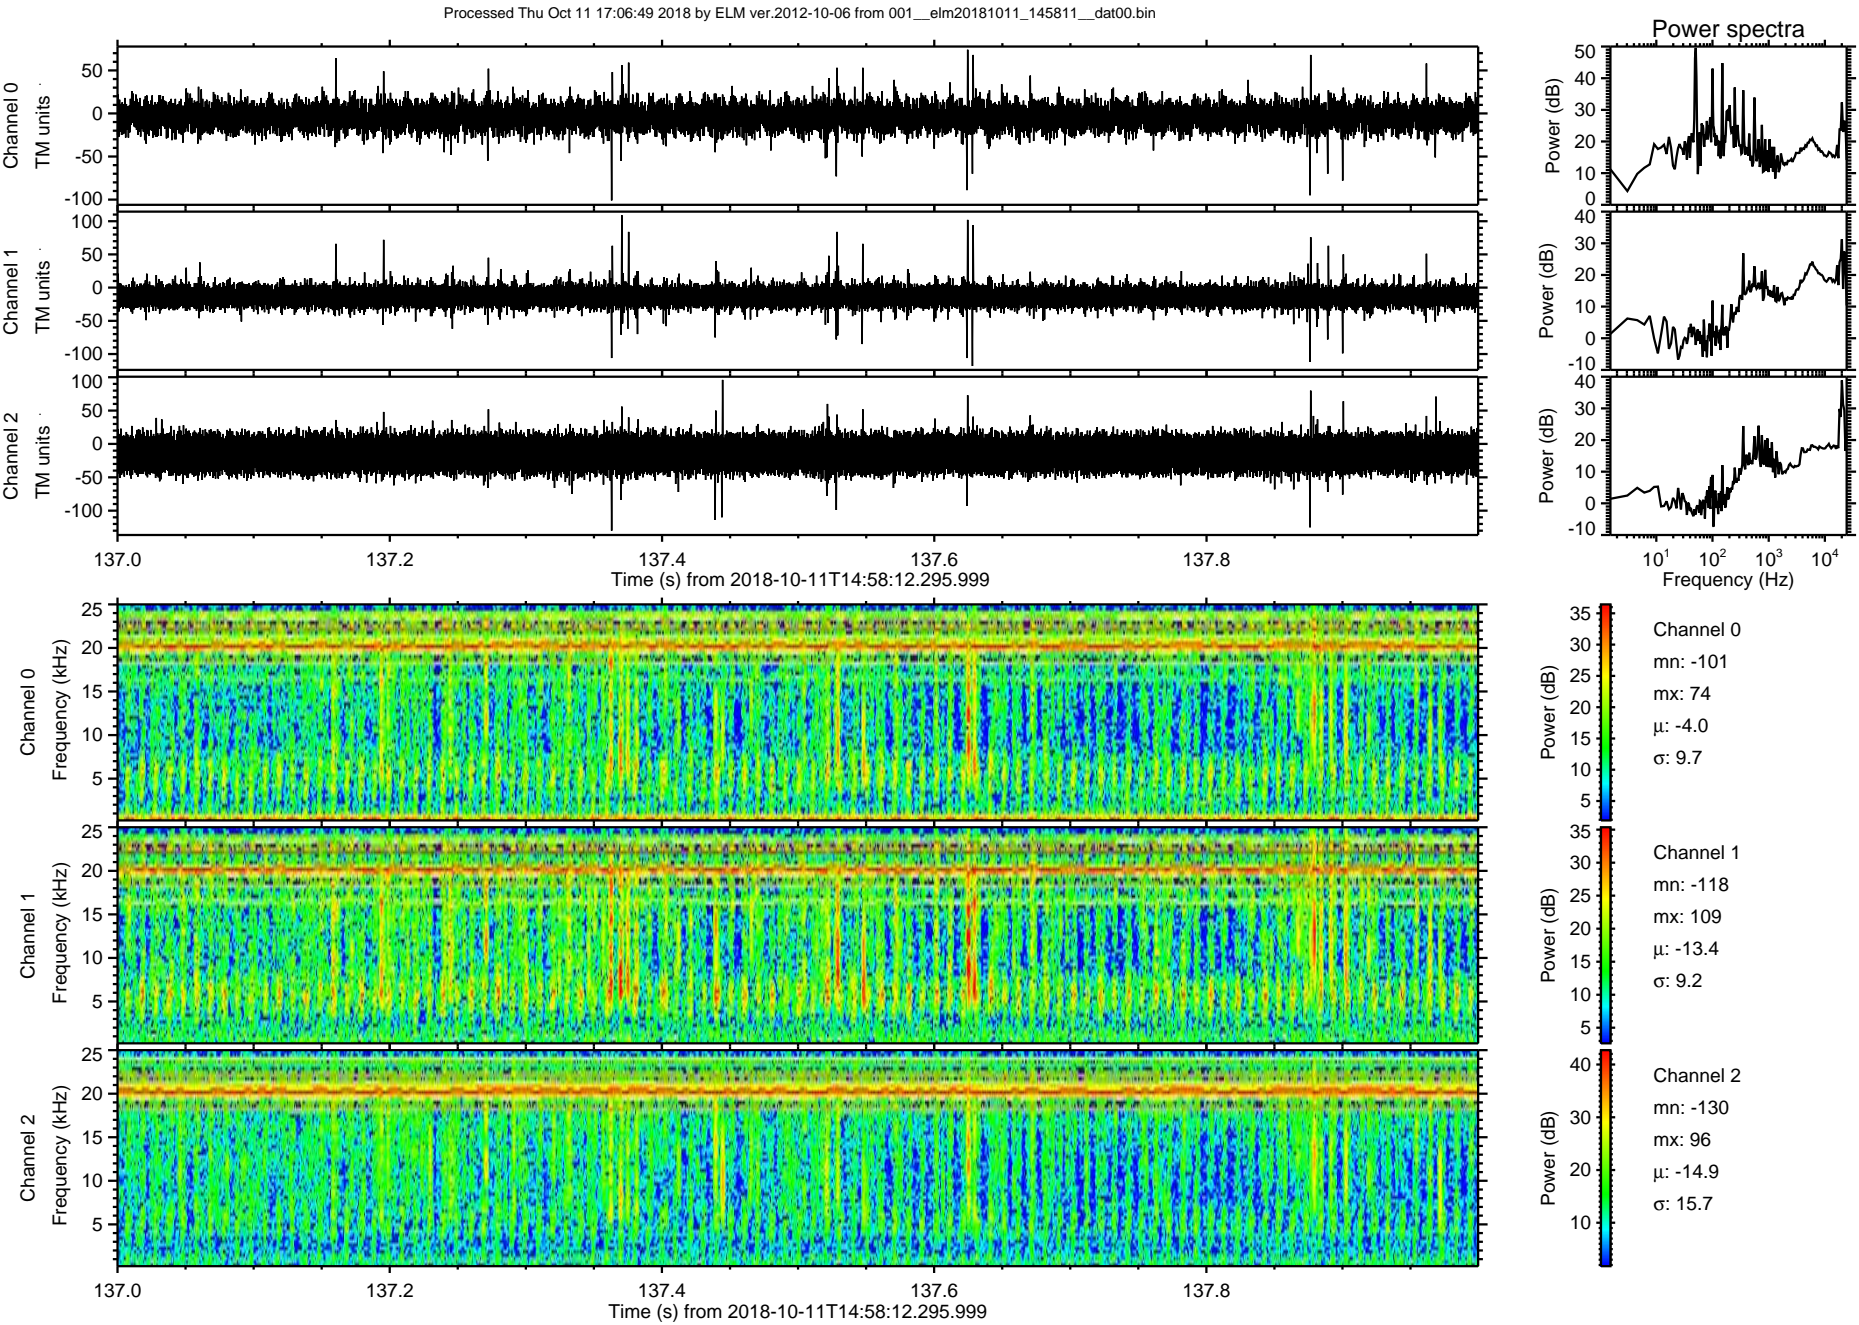 Processed Thu Oct 11 17:06:49 2018 by ELM ver.2012-10-06 from 001__elm20181011_145811__dat00.bin
Power spectra
Channel 0
TM units
50
0
-50
-100
Power (dB)
50
40
30
20
10
0
Channel 1
TM units
100
50
0
-50
-100
Power (dB)
40
30
20
10
0
-10
Channel 2
TM units
100
50
0
-50
-100
Power (dB)
40
30
20
10
0
-10
137.0 137.2 137.4 137.6 137.8
Time (s) from 2018-10-11T14:58:12.295.999
10^1 10^2 10^3 10^4
Frequency (Hz)
Channel 0
Frequency (kHz)
25
20
15
10
5
Power (dB)
35
30
25
20
15
10
5
Channel 0
mn: -101
mx: 74
μ: -4.0
σ: 9.7
Channel 1
Frequency (kHz)
25
20
15
10
5
Power (dB)
35
30
25
20
15
10
5
Channel 1
mn: -118
mx: 109
μ: -13.4
σ: 9.2
Channel 2
Frequency (kHz)
25
20
15
10
5
Power (dB)
40
30
20
10
Channel 2
mn: -130
mx: 96
μ: -14.9
σ: 15.7
137.0 137.2 137.4 137.6 137.8
Time (s) from 2018-10-11T14:58:12.295.999